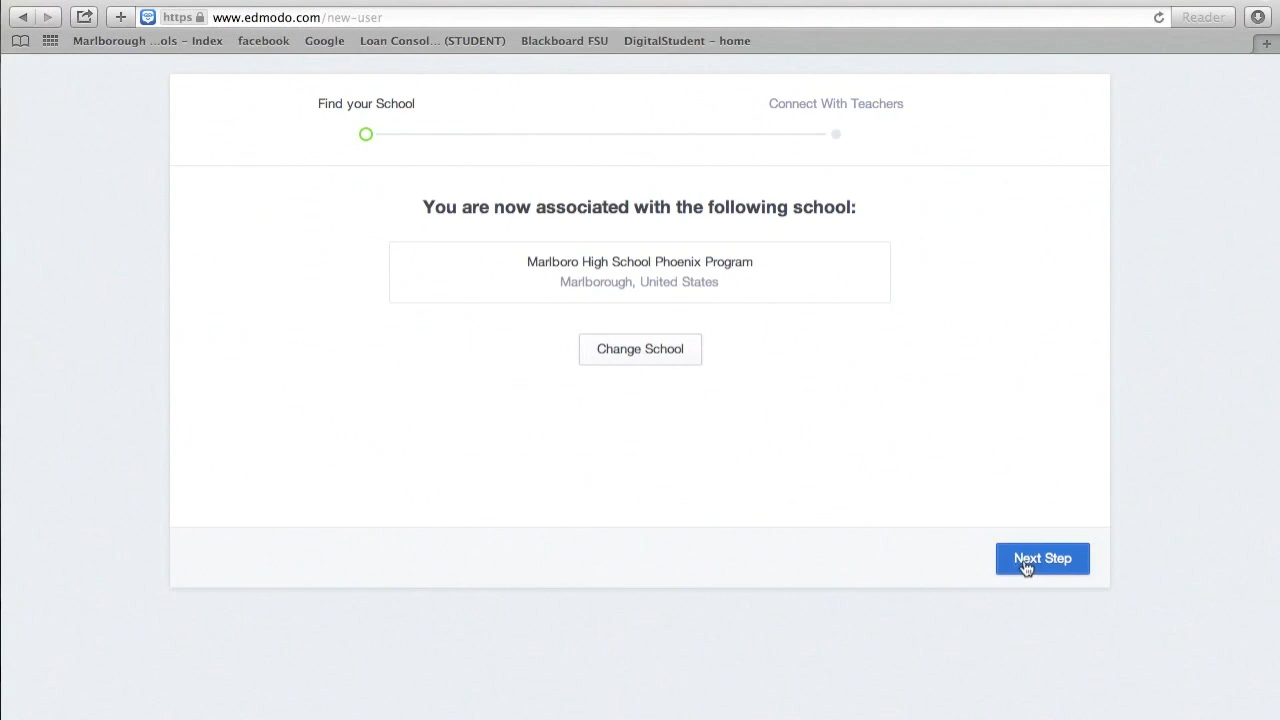 https www.edmodo.com/new-user Reader
Marlborough ...ols – Index facebook Google Loan Consol... (STUDENT) Blackboard FSU DigitalStudent – home
Find your School Connect With Teachers
You are now associated with the following school:
Marlboro High School Phoenix Program
Marlborough, United States
Change School
Next Step